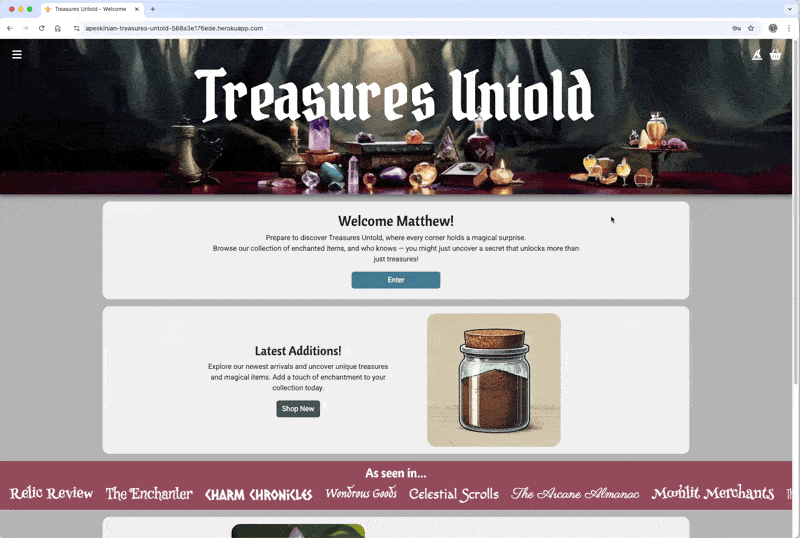 Treasures Untold - Welcome
apeskinian-treasures-untold-568a3e176ede.herokuapp.com
Treasures Untold
Welcome Matthew!
Prepare to discover Treasures Untold, where every corner holds a magical surprise.
Browse our collection of enchanted items, and who knows — you might just uncover a secret that unlocks more than
just treasures!
Enter
Latest Additions!
Explore our newest arrivals and uncover unique treasures
and magical items. Add a touch of enchantment to your
collection today.
Shop New
As seen in...
Relic Review The Enchanter Charm Chronicles Wondrous Goods Celestial Scrolls The Arcane Almanac Moonlit Merchants